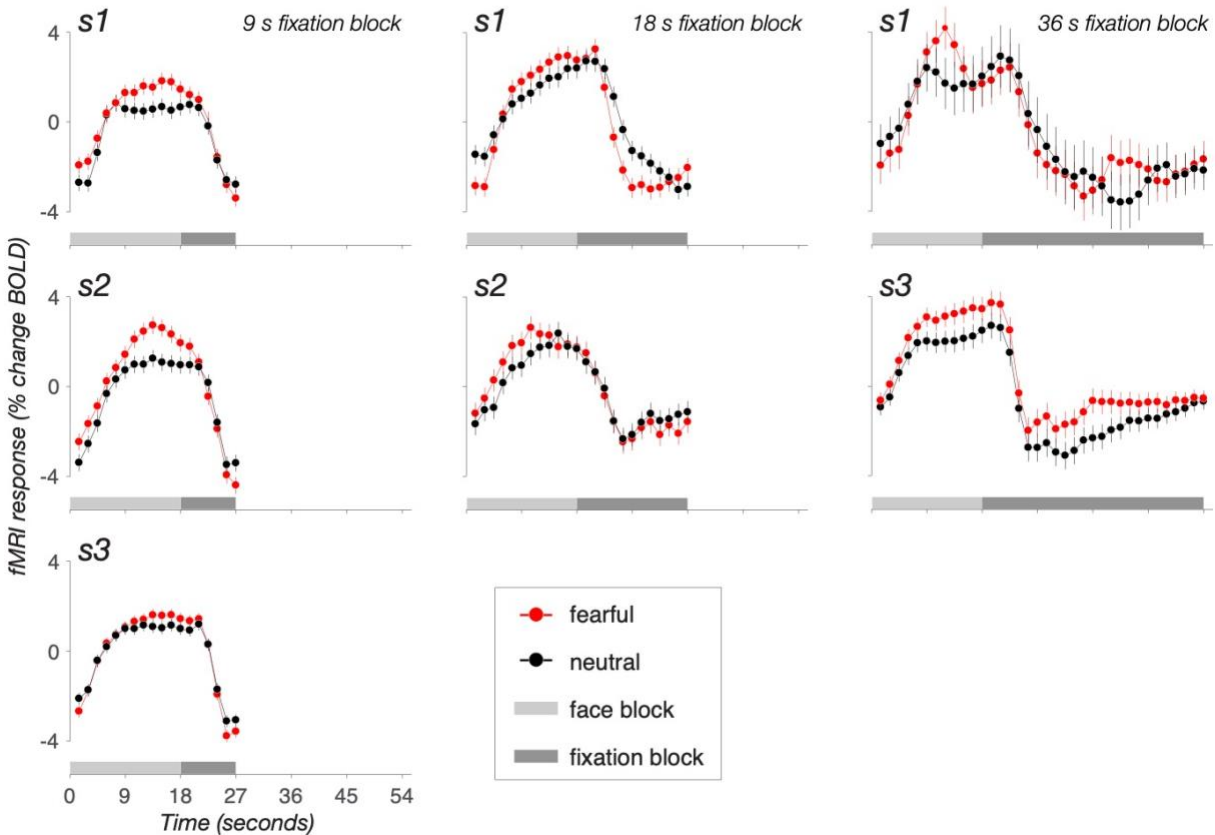 s1
9 s fixation block
s1
18 s fixation block
s1
36 s fixation block
4
0
-4
s2
s2
s3
4
0
-4
fMRI response (% change BOLD)
s3
4
0
-4
fearful
neutral
face block
fixation block
0 9 18 27 36 45 54
Time (seconds)